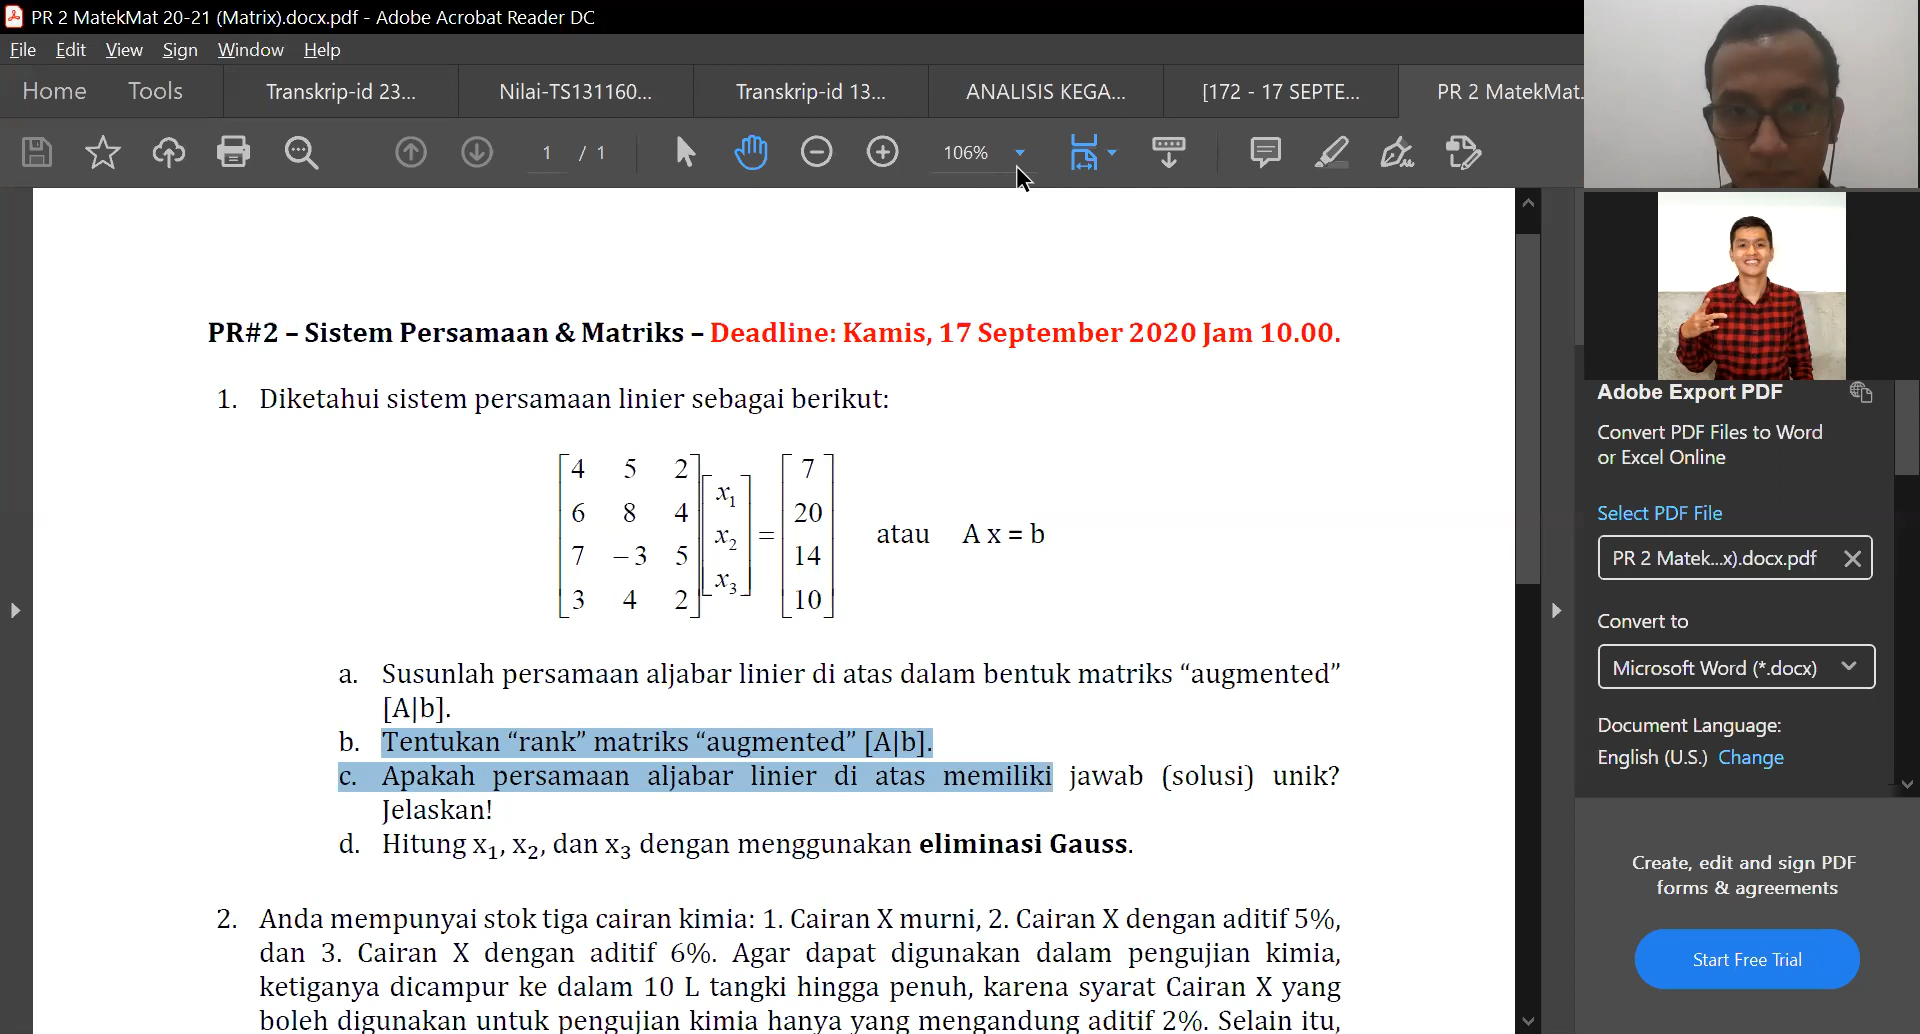 PR 2 MatekMat 20-21 (Matrix).docx.pdf - Adobe Acrobat Reader DC
File Edit View Sign Window Help
Home Tools Transkrip-id 23... Nilai-TS131160... Transkrip-id 13... ANALISIS KEGA... [172 - 17 SEPTE... PR 2 MatekMat.
1 / 1 106%
PR#2 – Sistem Persamaan & Matriks – Deadline: Kamis, 17 September 2020 Jam 10.00.
1. Diketahui sistem persamaan linier sebagai berikut:
4 5 2 7
6 8 4 x1 20
7 −3 5 x2 = 14 atau A x = b
3 4 2 x3 10
a. Susunlah persamaan aljabar linier di atas dalam bentuk matriks “augmented”
[A|b].
b. Tentukan “rank” matriks “augmented” [A|b].
c. Apakah persamaan aljabar linier di atas memiliki jawab (solusi) unik?
Jelaskan!
d. Hitung x1, x2, dan x3 dengan menggunakan eliminasi Gauss.
2. Anda mempunyai stok tiga cairan kimia: 1. Cairan X murni, 2. Cairan X dengan aditif 5%,
dan 3. Cairan X dengan aditif 6%. Agar dapat digunakan dalam pengujian kimia,
ketiganya dicampur ke dalam 10 L tangki hingga penuh, karena syarat Cairan X yang
boleh digunakan untuk pengujian kimia hanya yang mengandung aditif 2%. Selain itu,
Adobe Export PDF
Convert PDF Files to Word
or Excel Online
Select PDF File
PR 2 Matek...x).docx.pdf
Convert to
Microsoft Word (*.docx)
Document Language:
English (U.S.) Change
Create, edit and sign PDF
forms & agreements
Start Free Trial